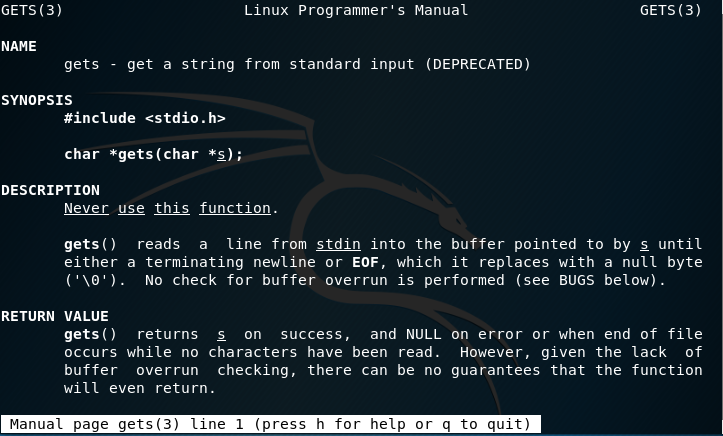 GETS(3) Linux Programmer's Manual GETS(3)
NAME
gets - get a string from standard input (DEPRECATED)
SYNOPSIS
#include <stdio.h>
char *gets(char *s);
DESCRIPTION
Never use this function.
gets() reads a line from stdin into the buffer pointed to by s until
either a terminating newline or EOF, which it replaces with a null byte
('\0'). No check for buffer overrun is performed (see BUGS below).
RETURN VALUE
gets() returns s on success, and NULL on error or when end of file
occurs while no characters have been read. However, given the lack of
buffer overrun checking, there can be no guarantees that the function
will even return.
Manual page gets(3) line 1 (press h for help or q to quit)